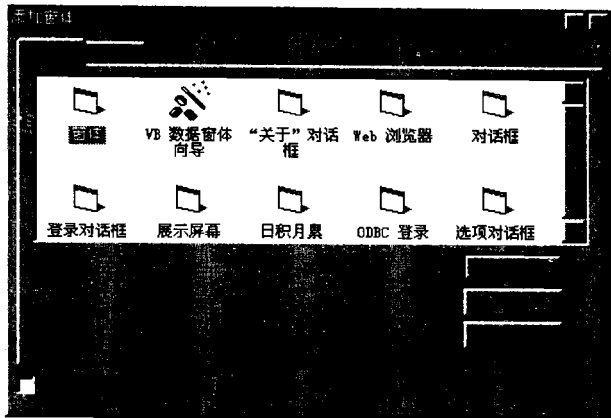 添加窗体
窗体
VB 数据窗体
向导
“关于”对话
框
Web 浏览器
对话框
登录对话框
展示屏幕
日积月累
ODBC 登录
选项对话框